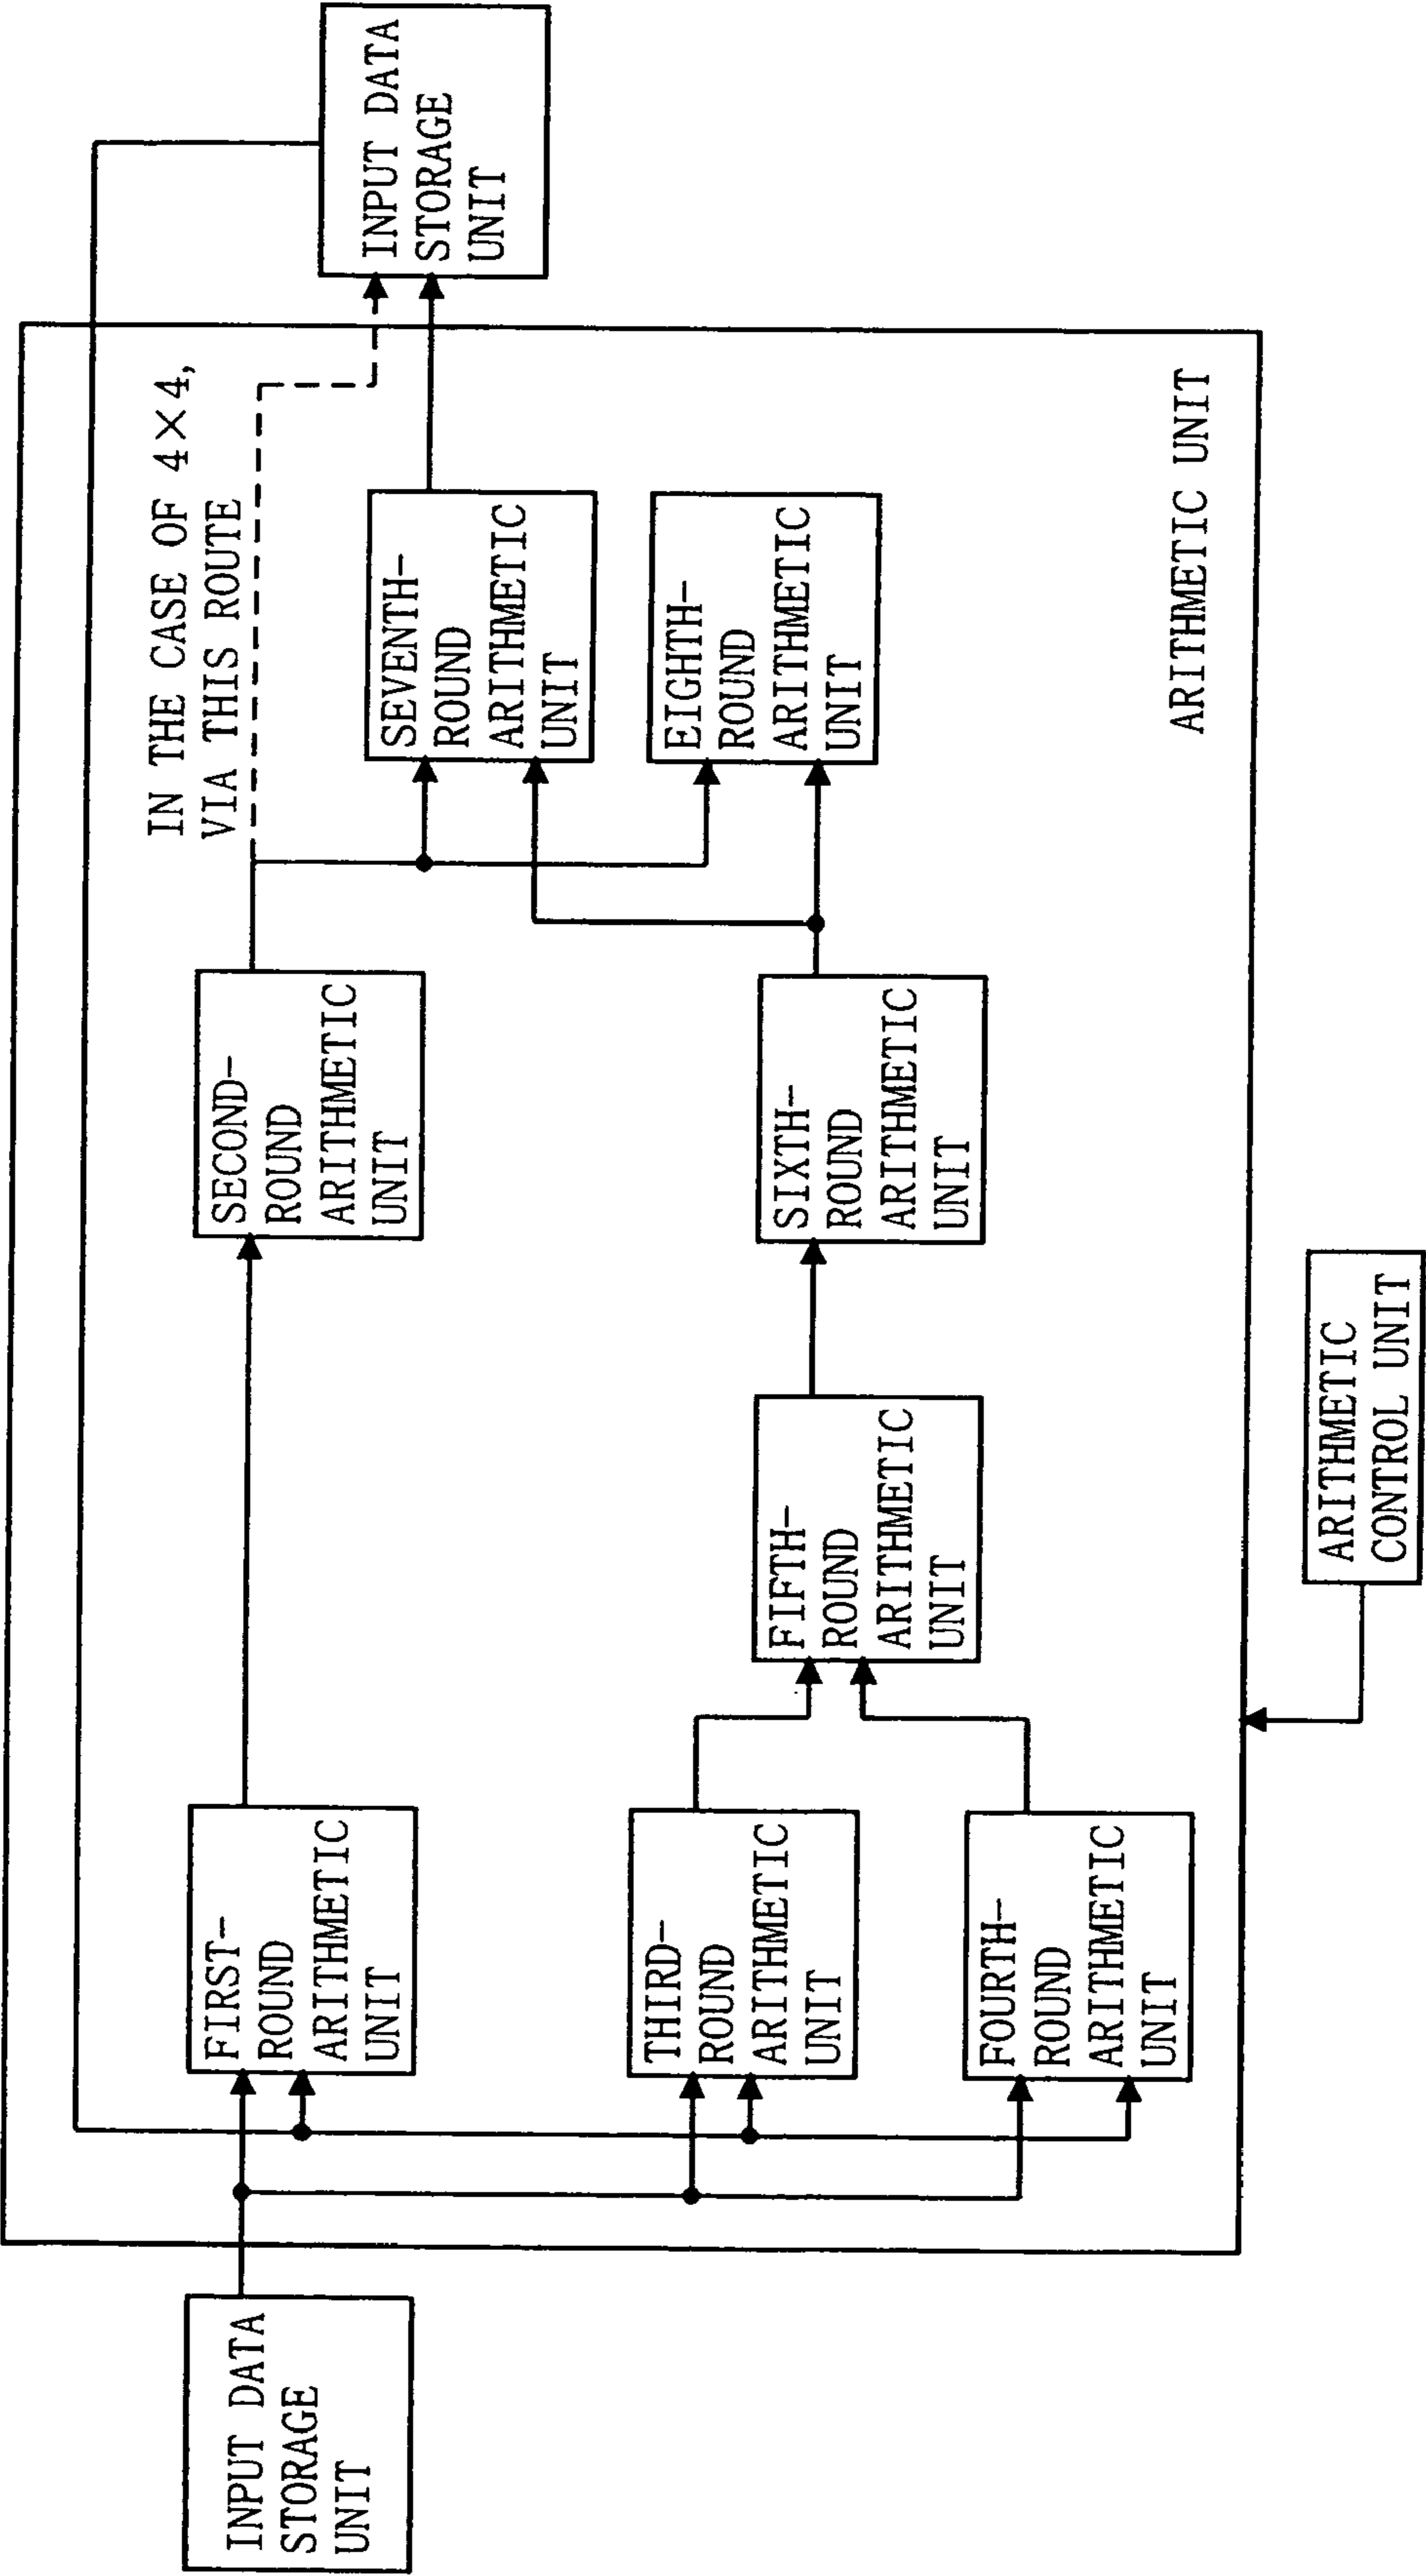 INPUT DATA
STORAGE
UNIT
FIRST-
ROUND
ARITHMETIC
UNIT
SECOND-
ROUND
ARITHMETIC
UNIT
IN THE CASE OF 4×4,
VIA THIS ROUTE
INPUT DATA
STORAGE
UNIT
SEVENTH-
ROUND
ARITHMETIC
UNIT
EIGHTH-
ROUND
ARITHMETIC
UNIT
THIRD-
ROUND
ARITHMETIC
UNIT
FOURTH-
ROUND
ARITHMETIC
UNIT
FIFTH-
ROUND
ARITHMETIC
UNIT
SIXTH-
ROUND
ARITHMETIC
UNIT
ARITHMETIC UNIT
ARITHMETIC
CONTROL UNIT